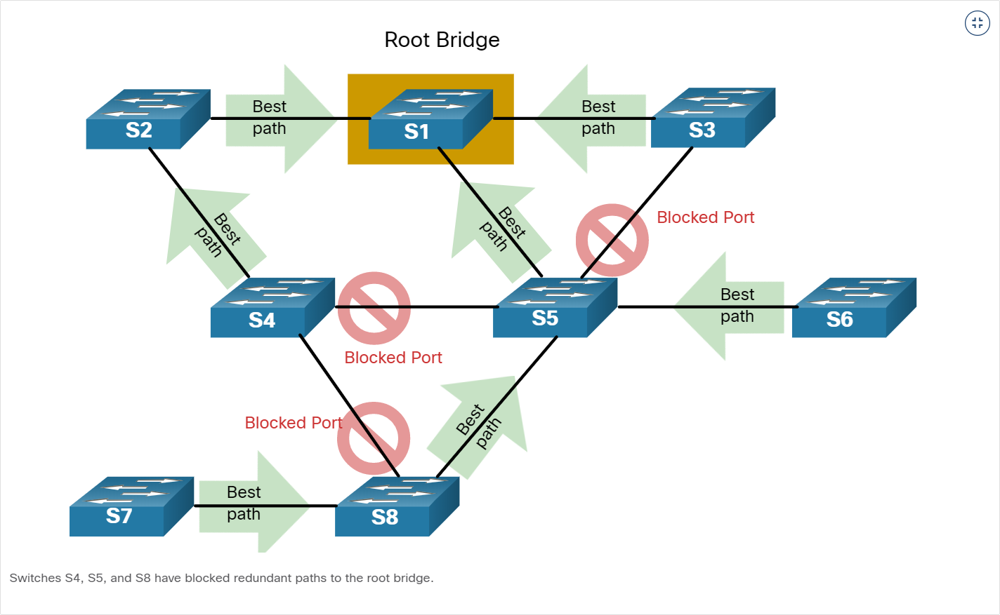 Root Bridge
Best
path
Best
path
S2
S1
S3
Best
path
Best
path
Blocked Port
Best
path
S4
S5
S6
Blocked Port
Best
path
Blocked Port
Best
path
S7
S8
Switches S4, S5, and S8 have blocked redundant paths to the root bridge.